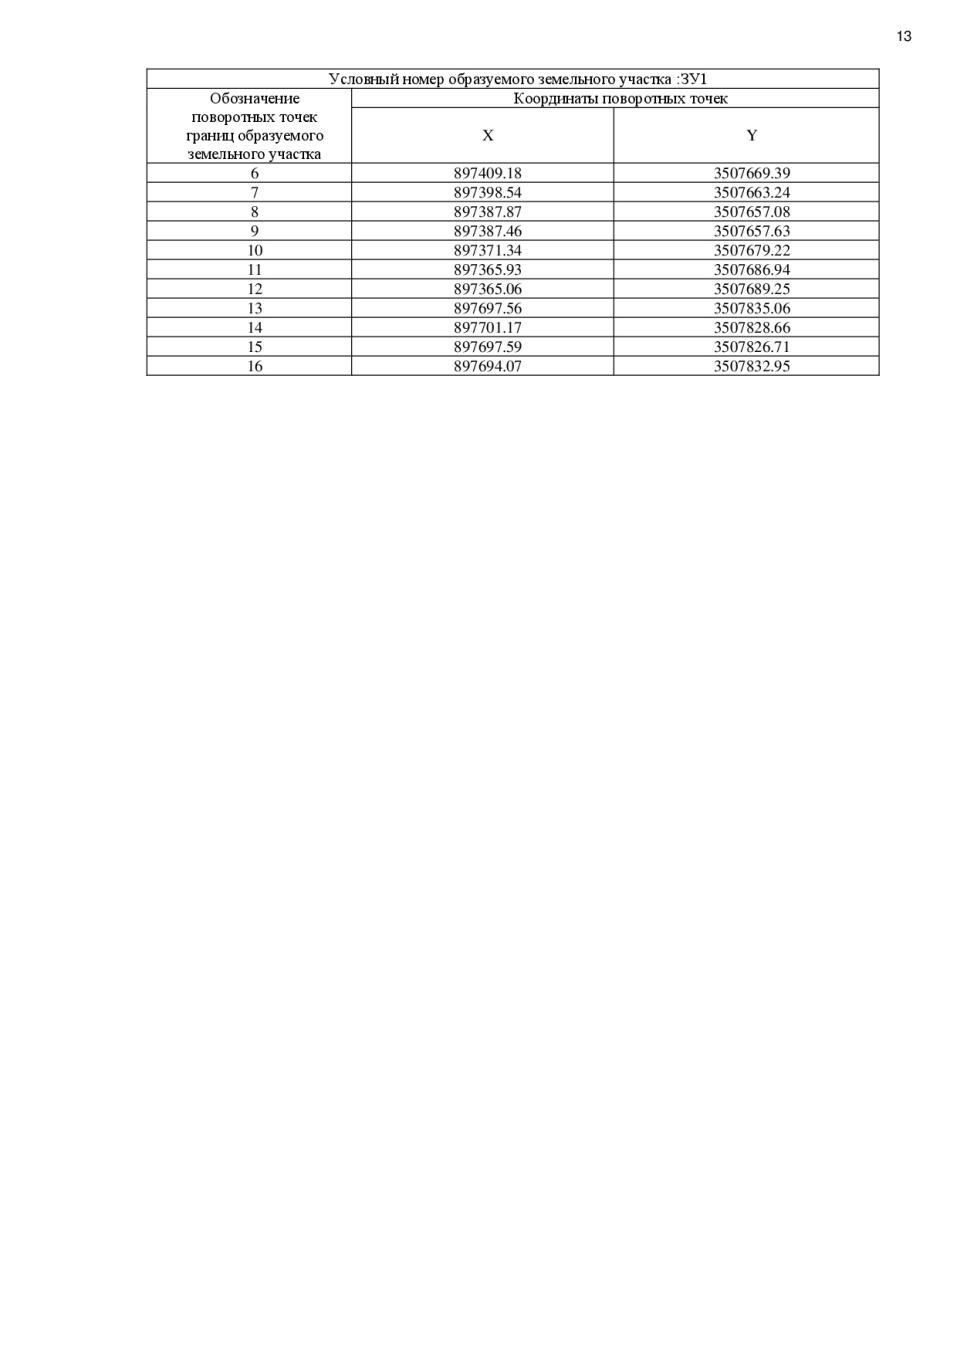 13
Условный номер образуемого земельного участка :ЗУ1
Обозначение
поворотных точек
границ образуемого
земельного участка
Координаты поворотных точек
X Y
6 897409.18 3507669.39
7 897398.54 3507663.24
8 897387.87 3507657.08
9 897387.46 3507657.63
10 897371.34 3507679.22
11 897365.93 3507686.94
12 897365.06 3507689.25
13 897697.56 3507835.06
14 897701.17 3507828.66
15 897697.59 3507826.71
16 897694.07 3507832.95